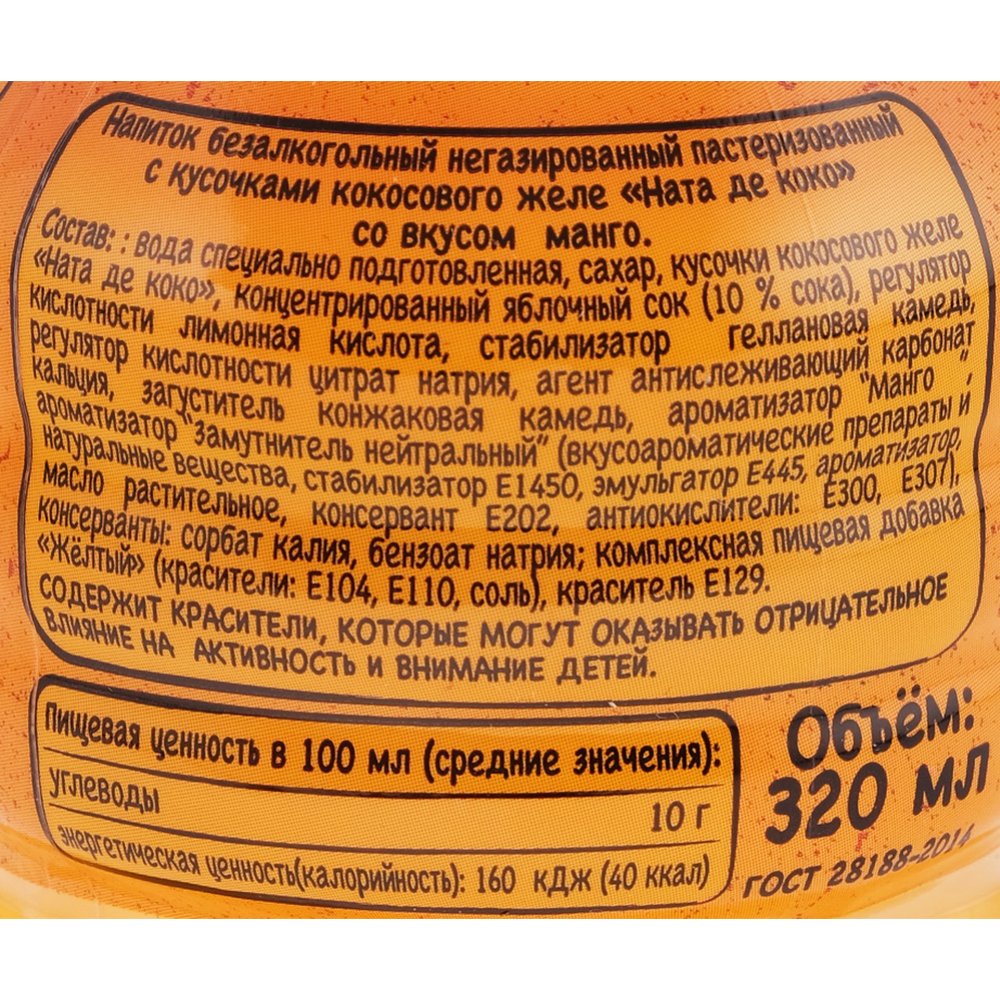 Напиток безалкогольный негазированный пастеризованный
с кусочками кокосового желе «Ната де коко»
со вкусом манго.
Состав: : вода специально подготовленная, сахар, кусочки кокосового желе
«Ната де коко», концентрированный яблочный сок (10 % сока), регулятор
кислотности лимонная кислота, стабилизатор геллановая камедь,
регулятор кислотности цитрат натрия, агент антислеживающий карбонат
кальция, загуститель конжаковая камедь, ароматизатор "Манго",
ароматизатор "Замутнитель нейтральный" (вкусоароматические препараты и
натуральные вещества, стабилизатор Е1450, эмульгатор Е445, ароматизатор,
масло растительное, консервант Е202, антиокислители: Е300, Е307),
консерванты: сорбат калия, бензоат натрия; комплексная пищевая добавка
«Жёлтый» (красители: Е104, Е110, соль), краситель Е129.
СОДЕРЖИТ КРАСИТЕЛИ, КОТОРЫЕ МОГУТ ОКАЗЫВАТЬ ОТРИЦАТЕЛЬНОЕ
ВЛИЯНИЕ НА АКТИВНОСТЬ И ВНИМАНИЕ ДЕТЕЙ.
Пищевая ценность в 100 мл (средние значения):
углеводы 10 г
энергетическая ценность(калорийность): 160 кДж (40 ккал)
Объём:
320 мл
ГОСТ 28188-2014